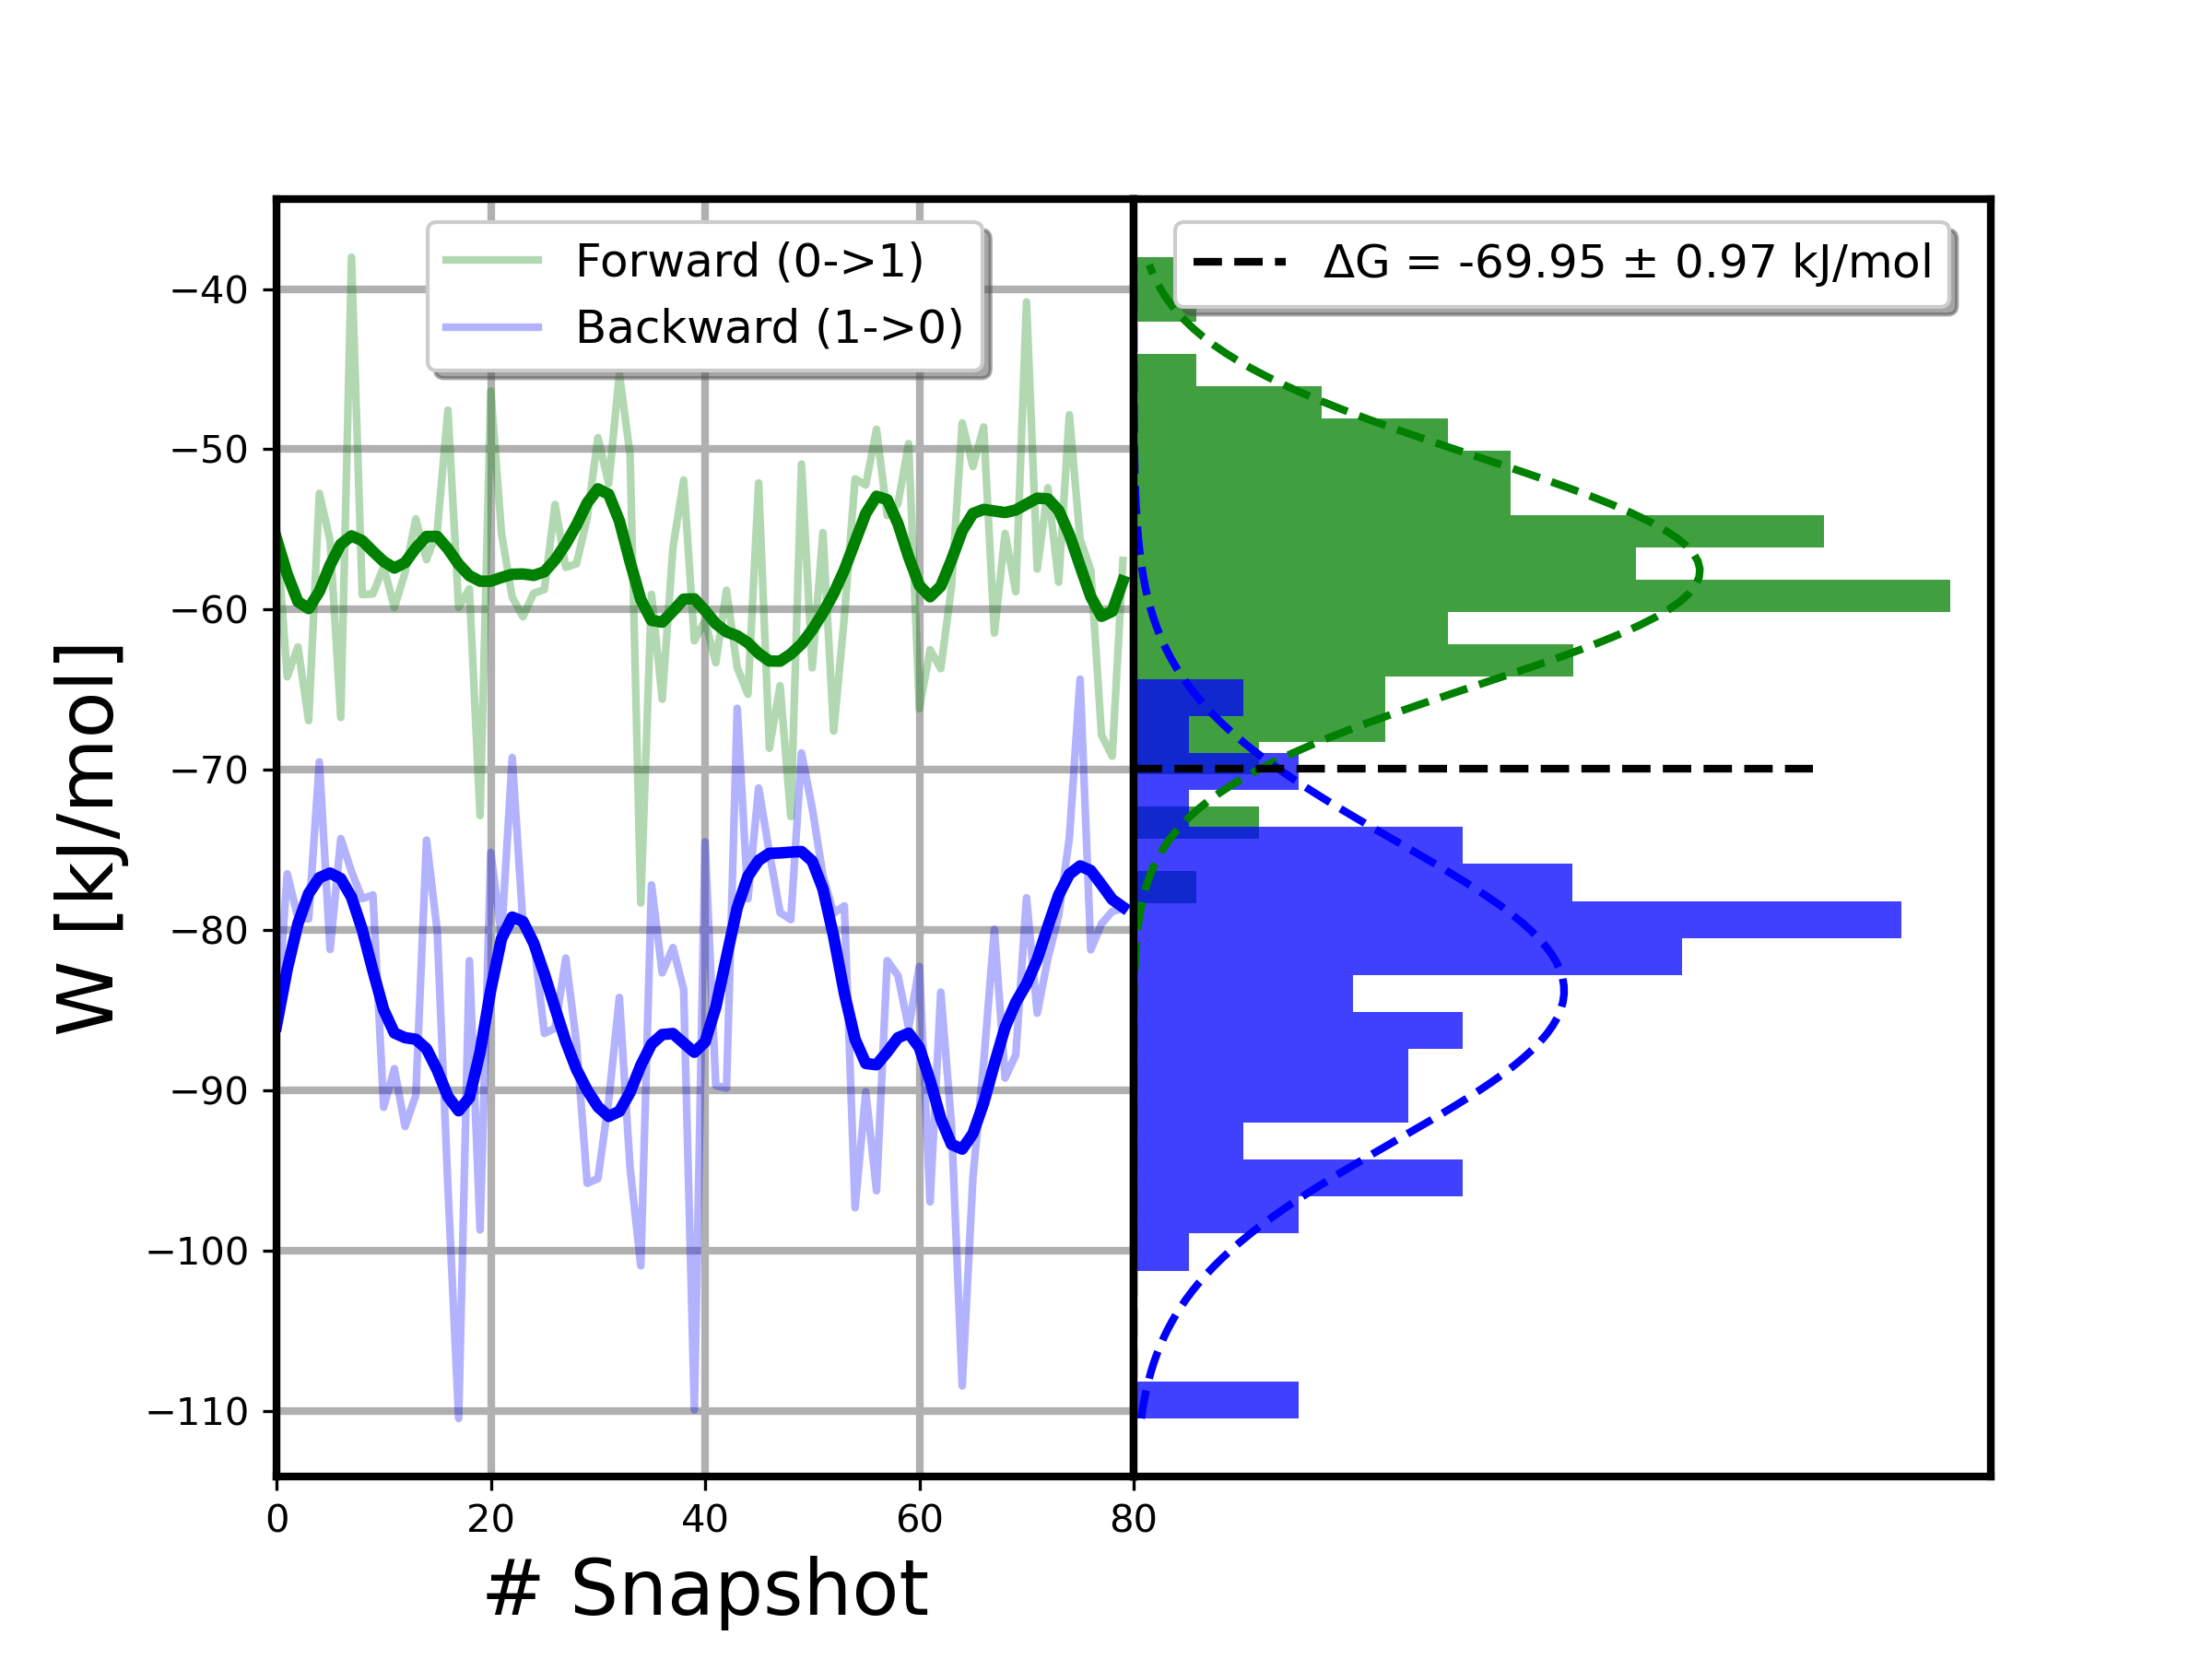 Forward (0->1)
Backward (1->0)
ΔG = -69.95 ± 0.97 kJ/mol
−40
−50
−60
−70
−80
−90
−100
−110
W [kJ/mol]
0 20 40 60 80
# Snapshot